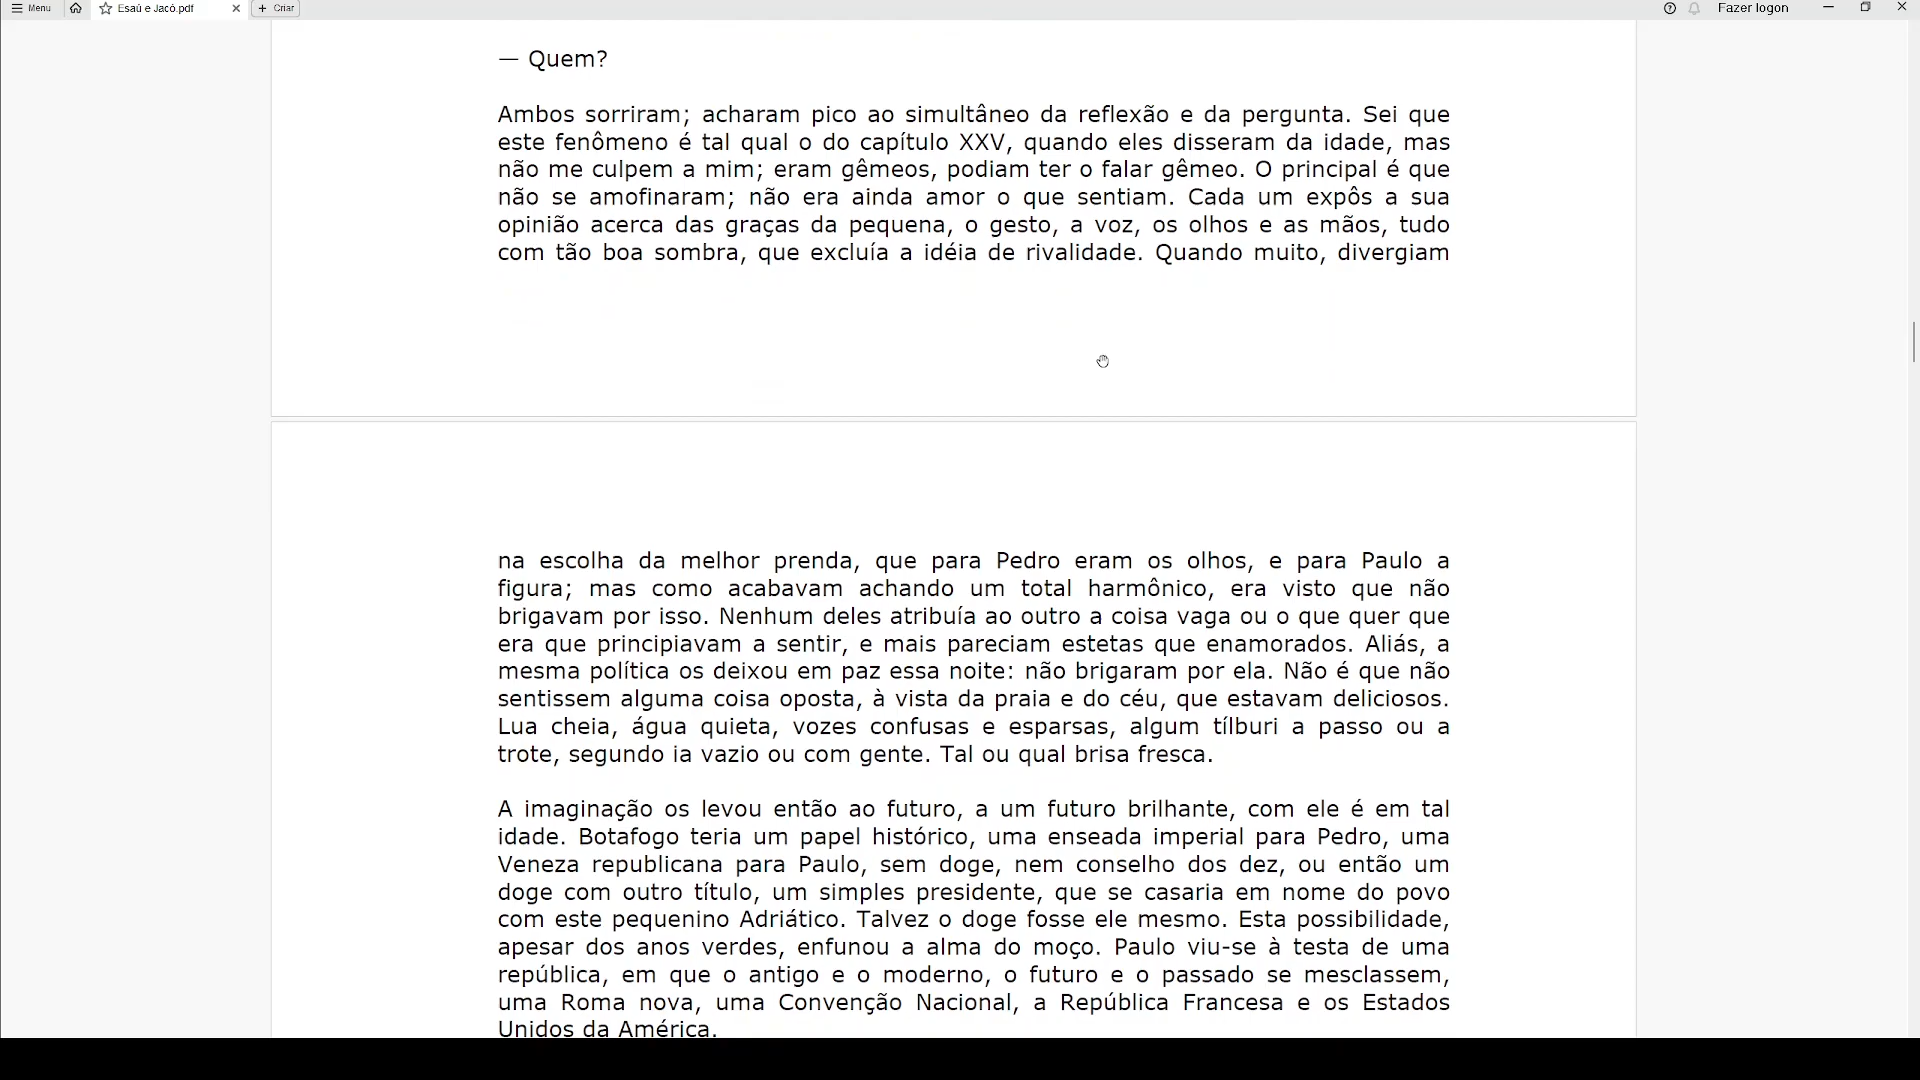 Menu
Esaú e Jacó.pdf
+ Criar
Fazer logon
— Quem?
Ambos sorriram; acharam pico ao simultâneo da reflexão e da pergunta. Sei que
este fenômeno é tal qual o do capítulo XXV, quando eles disseram da idade, mas
não me culpem a mim; eram gêmeos, podiam ter o falar gêmeo. O principal é que
não se amofinaram; não era ainda amor o que sentiam. Cada um expôs a sua
opinião acerca das graças da pequena, o gesto, a voz, os olhos e as mãos, tudo
com tão boa sombra, que excluía a idéia de rivalidade. Quando muito, divergiam
na escolha da melhor prenda, que para Pedro eram os olhos, e para Paulo a
figura; mas como acabavam achando um total harmônico, era visto que não
brigavam por isso. Nenhum deles atribuía ao outro a coisa vaga ou o que quer que
era que principiavam a sentir, e mais pareciam estetas que enamorados. Aliás, a
mesma política os deixou em paz essa noite: não brigaram por ela. Não é que não
sentissem alguma coisa oposta, à vista da praia e do céu, que estavam deliciosos.
Lua cheia, água quieta, vozes confusas e esparsas, algum tílburi a passo ou a
trote, segundo ia vazio ou com gente. Tal ou qual brisa fresca.
A imaginação os levou então ao futuro, a um futuro brilhante, com ele é em tal
idade. Botafogo teria um papel histórico, uma enseada imperial para Pedro, uma
Veneza republicana para Paulo, sem doge, nem conselho dos dez, ou então um
doge com outro título, um simples presidente, que se casaria em nome do povo
com este pequenino Adriático. Talvez o doge fosse ele mesmo. Esta possibilidade,
apesar dos anos verdes, enfunou a alma do moço. Paulo viu-se à testa de uma
república, em que o antigo e o moderno, o futuro e o passado se mesclassem,
uma Roma nova, uma Convenção Nacional, a República Francesa e os Estados
Unidos da América.